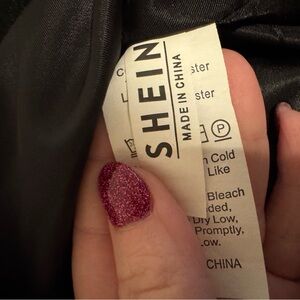 SHEIN
MADE IN CHINA
ster
ster
P
Cold
Like
Bleach
ded,
Dry Low,
Promptly,
Low.
CHINA